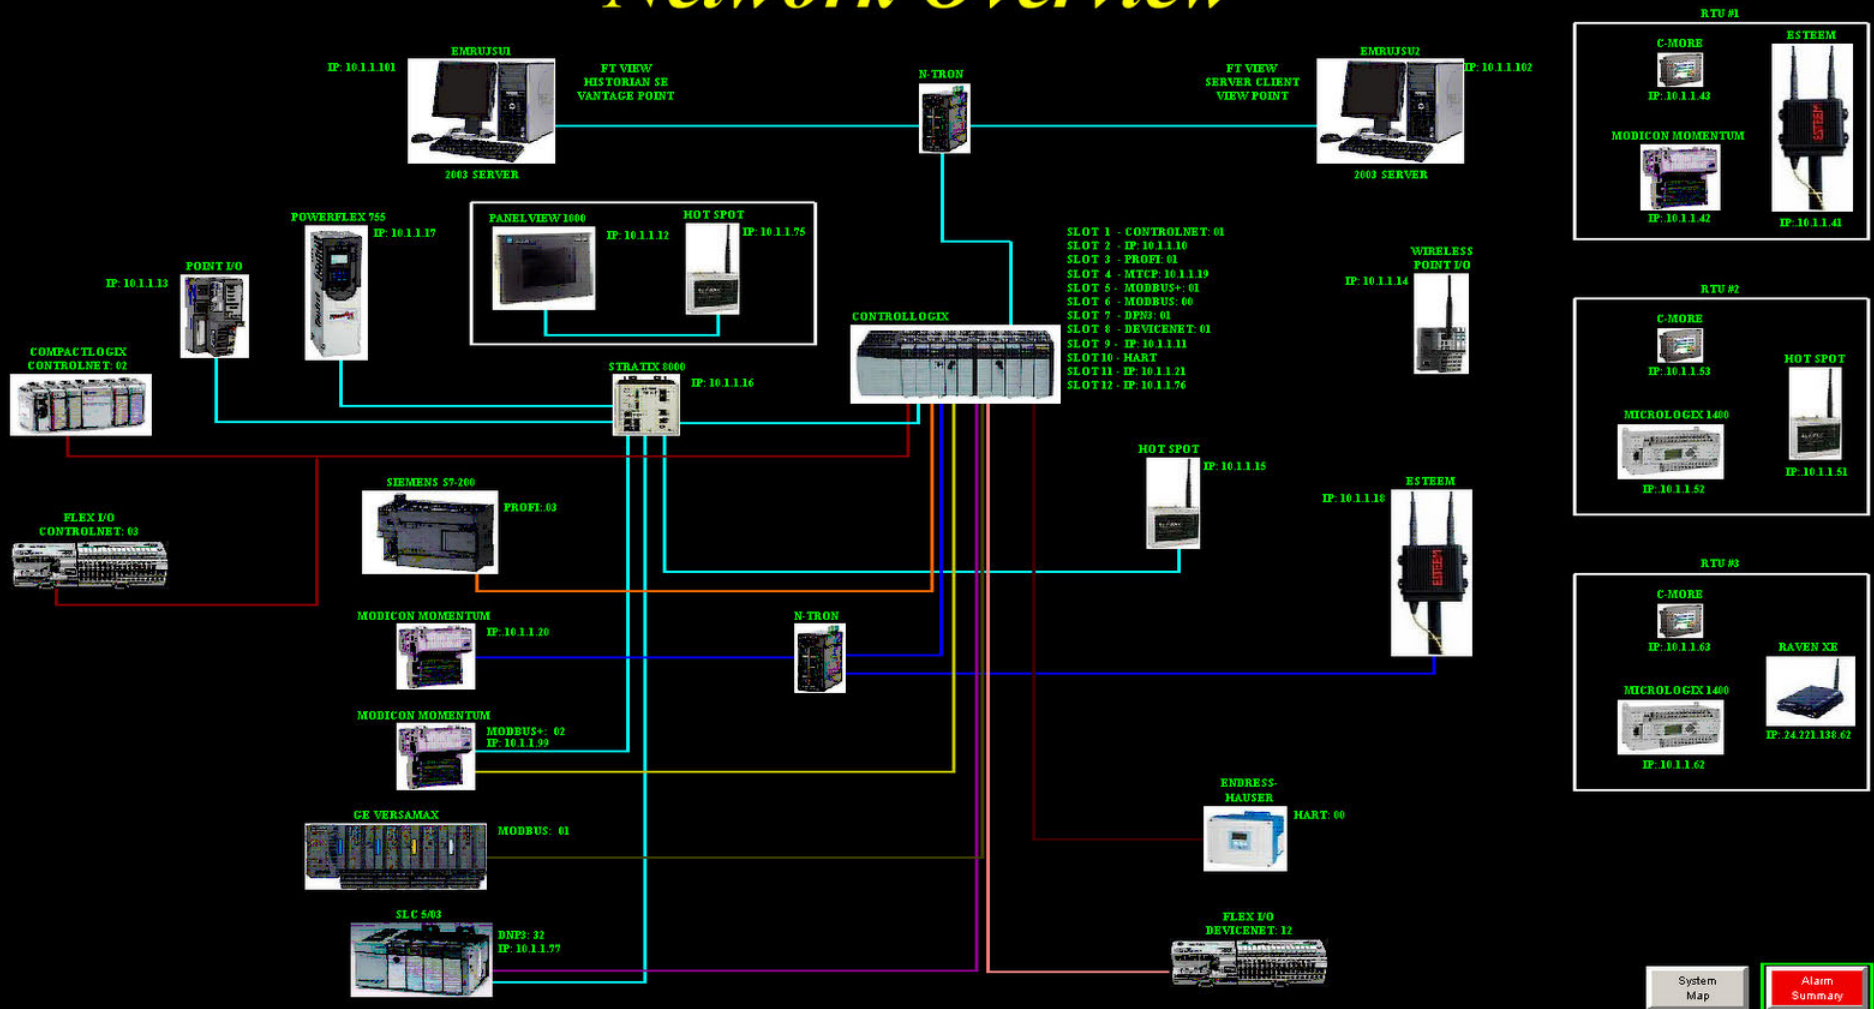 Network Overview
EMRUJSU1
IP: 10.1.1.101
FT VIEW
HISTORIAN SE
VANTAGE POINT
2003 SERVER
N-TRON
EMRUJSU2
IP: 10.1.1.102
FT VIEW
SERVER CLIENT
VIEW POINT
2003 SERVER
RTU #1
C-MORE
IP:.10.1.1.43
ESTEEM
ESTEEM
MODICON MOMENTUM
IP:.10.1.1.42
IP:.10.1.1.41
POWERFLEX 755
IP: 10.1.1.17
PANELVIEW 1000
IP: 10.1.1.12
HOT SPOT
IP: 10.1.1.75
POINT I/O
IP: 10.1.1.13
SLOT 1 - CONTROLNET: 01
SLOT 2 - IP: 10.1.1.10
SLOT 3 - PROFI: 01
SLOT 4 - MTCP: 10.1.1.19
SLOT 5 - MODBUS+: 01
SLOT 6 - MODBUS: 00
SLOT 7 - DPN3: 01
SLOT 8 - DEVICENET: 01
SLOT 9 - IP: 10.1.1.11
SLOT 10 - HART
SLOT 11 - IP: 10.1.1.21
SLOT 12 - IP: 10.1.1.76
WIRELESS
POINT I/O
IP: 10.1.1.14
CONTROLLOGIX
COMPACTLOGIX
CONTROLNET: 02
STRATIX 8000
IP: 10.1.1.16
RTU #2
C-MORE
IP:.10.1.1.53
HOT SPOT
MICROLOGIX 1400
IP:.10.1.1.52
IP:.10.1.1.51
HOT SPOT
IP: 10.1.1.15
SIEMENS S7-200
PROFI:.03
FLEX I/O
CONTROLNET: 03
ESTEEM
IP: 10.1.1.18
ESTEEM
MODICON MOMENTUM
IP:.10.1.1.20
N-TRON
RTU #3
C-MORE
IP:.10.1.1.63
RAVEN XE
MICROLOGIX 1400
IP:.24.221.138.62
IP:.10.1.1.62
MODICON MOMENTUM
MODBUS+: 02
IP: 10.1.1.99
GE VERSAMAX
MODBUS: 01
ENDRESS-
HAUSER
HART: 00
SLC 5/03
DNP3: 32
IP: 10.1.1.77
FLEX I/O
DEVICENET: 12
System
Map
Alarm
Summary